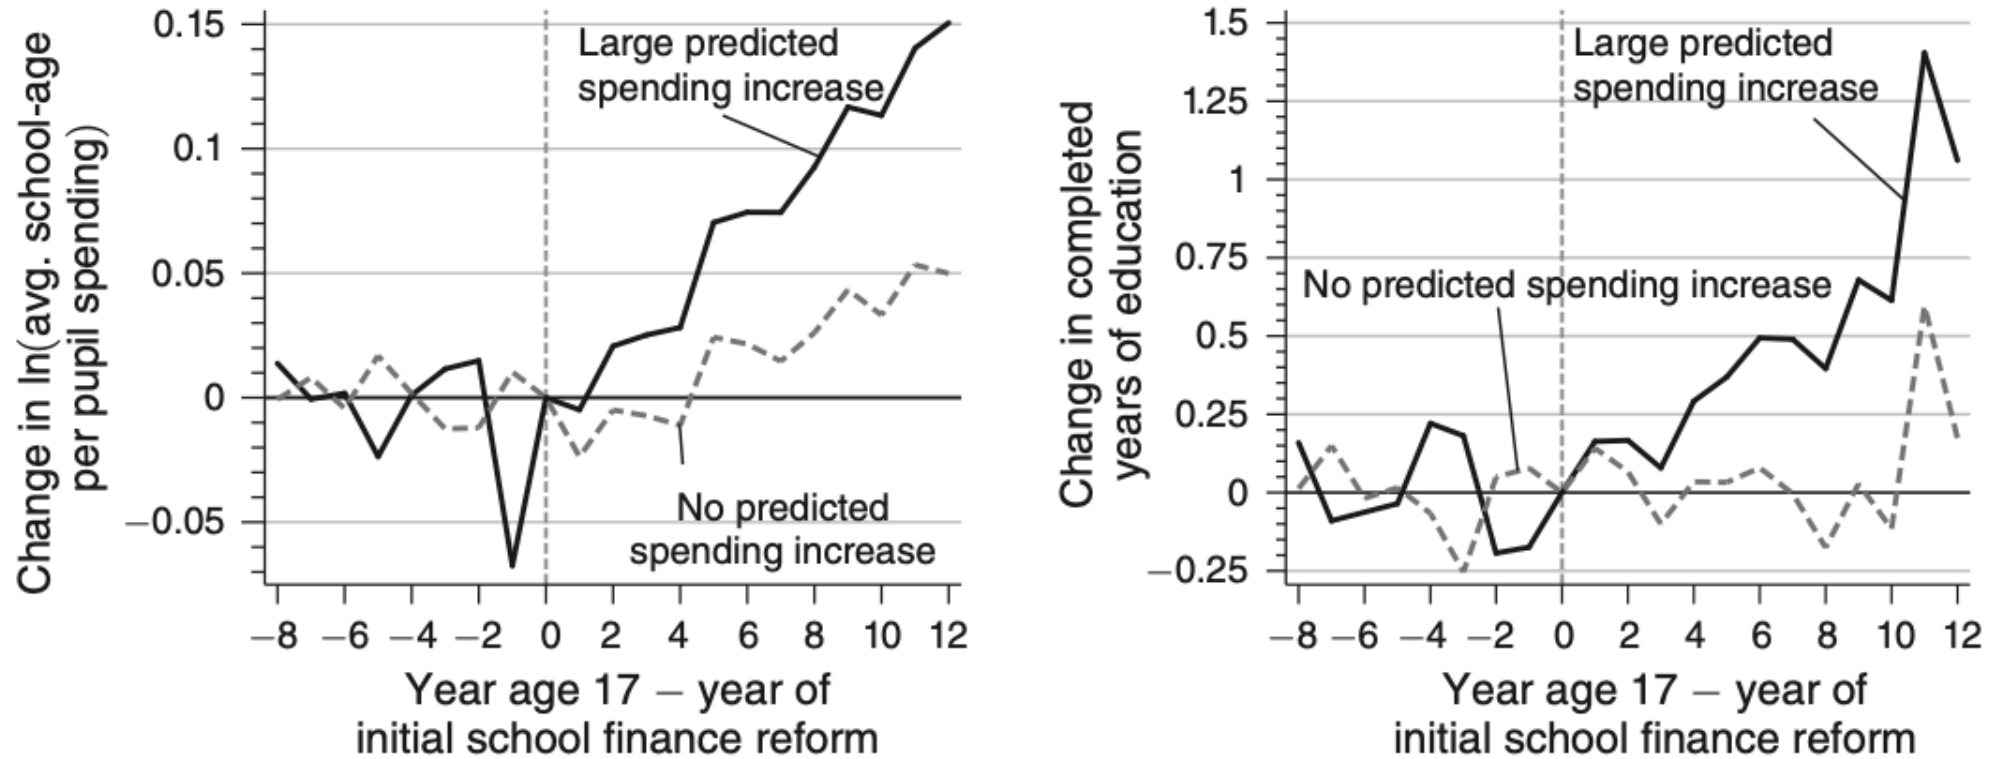 Change in ln(avg. school-age
per pupil spending)
0.15
0.1
0.05
0
−0.05
Large predicted
spending increase
No predicted
spending increase
−8 −6 −4 −2 0 2 4 6 8 10 12
Year age 17 − year of
initial school finance reform
Change in completed
years of education
1.5
1.25
1
0.75
0.5
0.25
0
−0.25
Large predicted
spending increase
No predicted spending increase
−8 −6 −4 −2 0 2 4 6 8 10 12
Year age 17 − year of
initial school finance reform